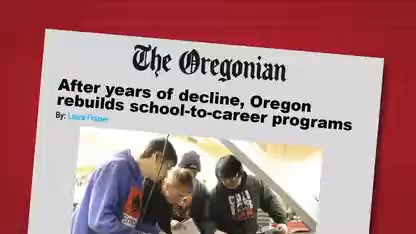 The Oregonian
After years of decline, Oregon
rebuilds school-to-career programs
By: Laura Frazier